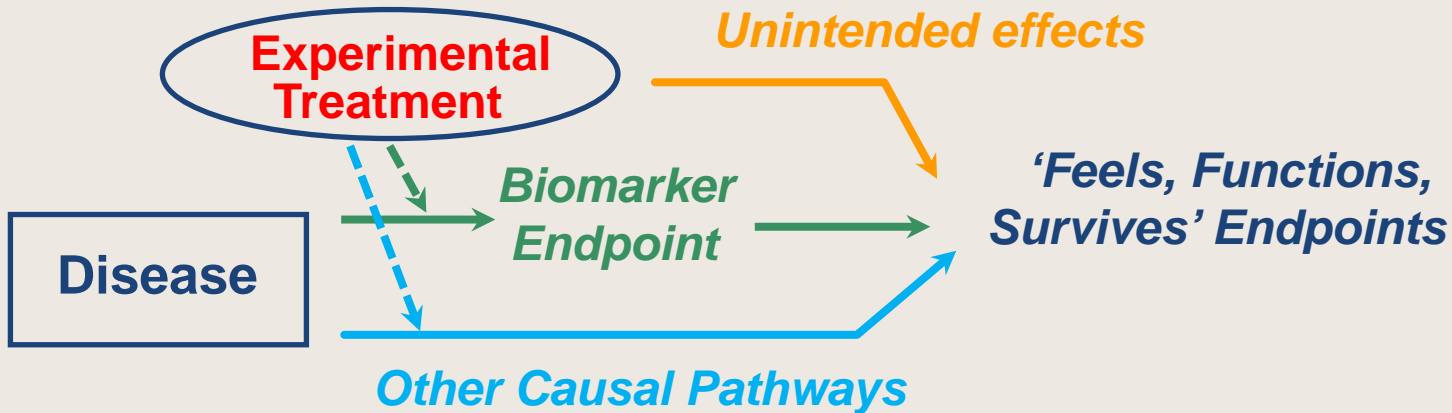 Experimental
Treatment
Unintended effects
Biomarker
Endpoint
‘Feels, Functions,
Survives’ Endpoints
Disease
Other Causal Pathways